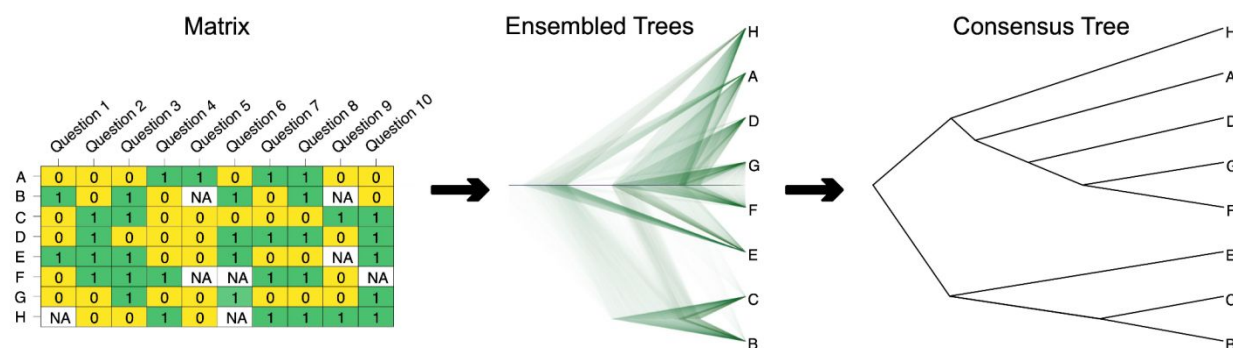 Matrix
Question 1
Question 2
Question 3
Question 4
Question 5
Question 6
Question 7
Question 8
Question 9
Question 10
A 0 0 0 1 1 0 1 1 0 0
B 1 0 1 0 NA 1 0 1 NA 0
C 0 1 1 0 0 0 0 0 1 1
D 0 1 0 0 0 1 1 1 0 1
E 1 1 1 0 0 1 0 0 NA 1
F 0 1 1 1 NA NA 1 1 0 NA
G 0 0 1 0 0 1 0 0 0 1
H NA 0 0 1 0 NA 1 1 1 1
Ensembled Trees
H
A
D
G
F
E
C
B
Consensus Tree
H
A
D
G
F
E
C
B